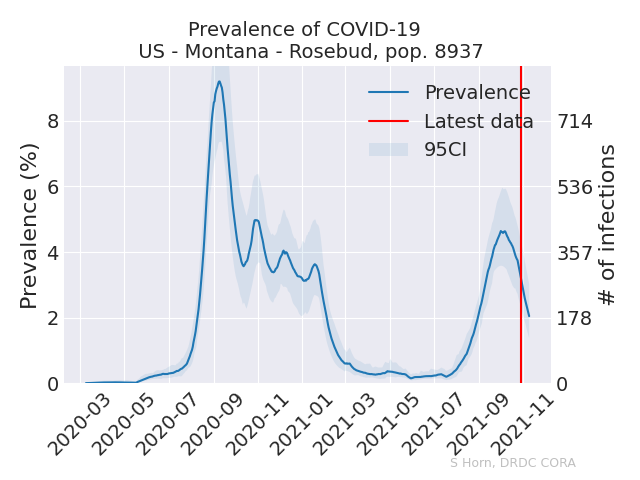 Prevalence of COVID-19
US - Montana - Rosebud, pop. 8937
Prevalence
Latest data
95CI
Prevalence (%)
8
6
4
2
0
714
536
357
178
0
# of infections
2020-03
2020-05
2020-07
2020-09
2020-11
2021-01
2021-03
2021-05
2021-07
2021-09
2021-11
S Horn, DRDC CORA